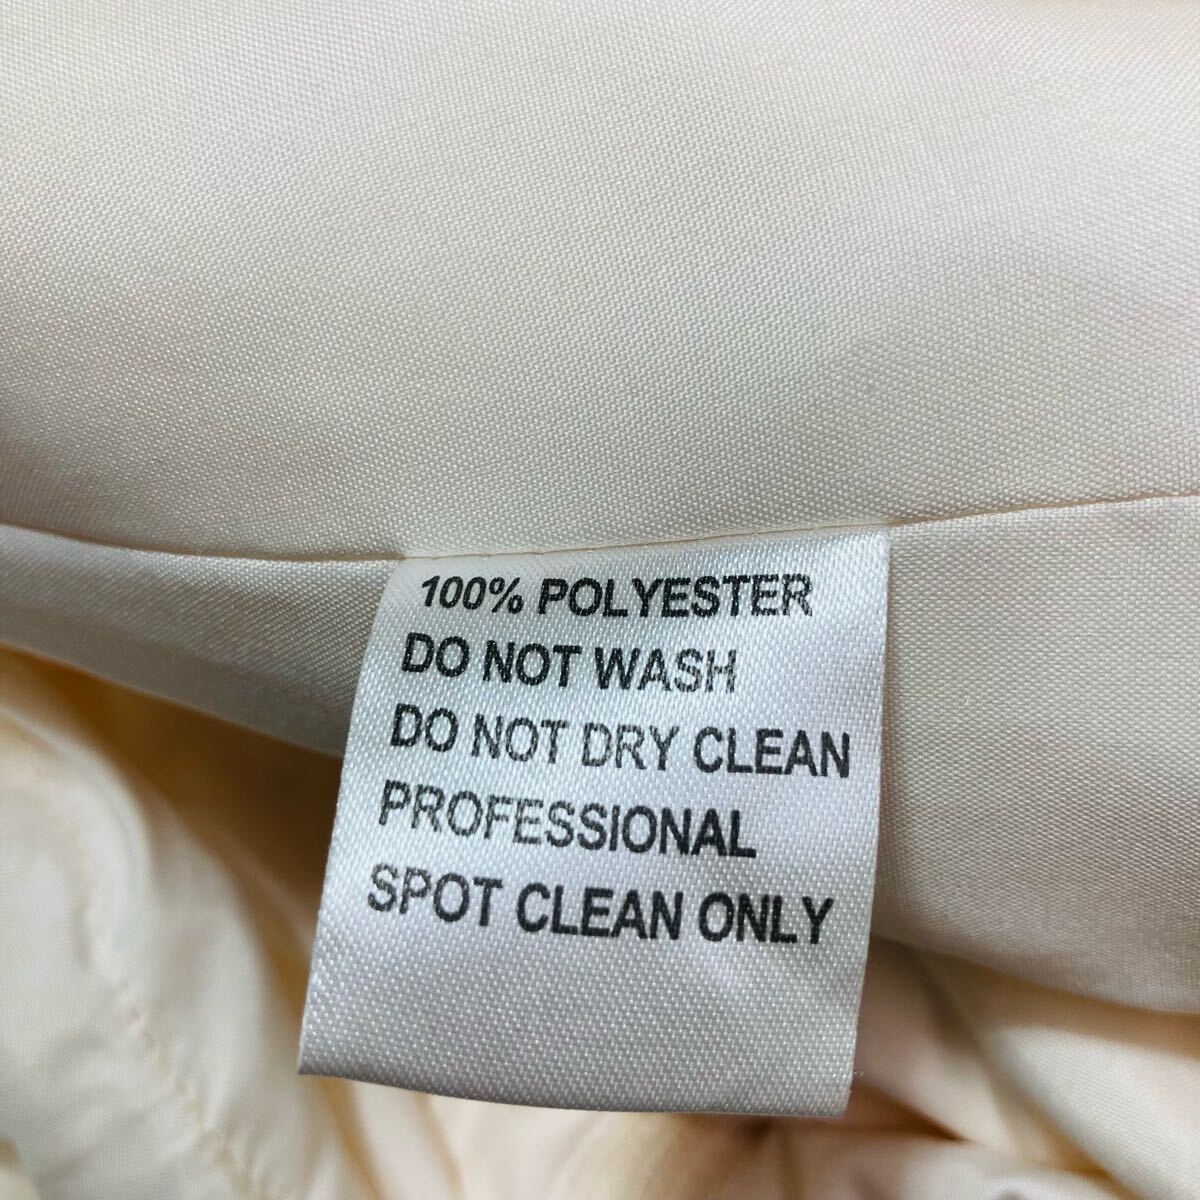 100% POLYESTER
DO NOT WASH
DO NOT DRY CLEAN
PROFESSIONAL
SPOT CLEAN ONLY